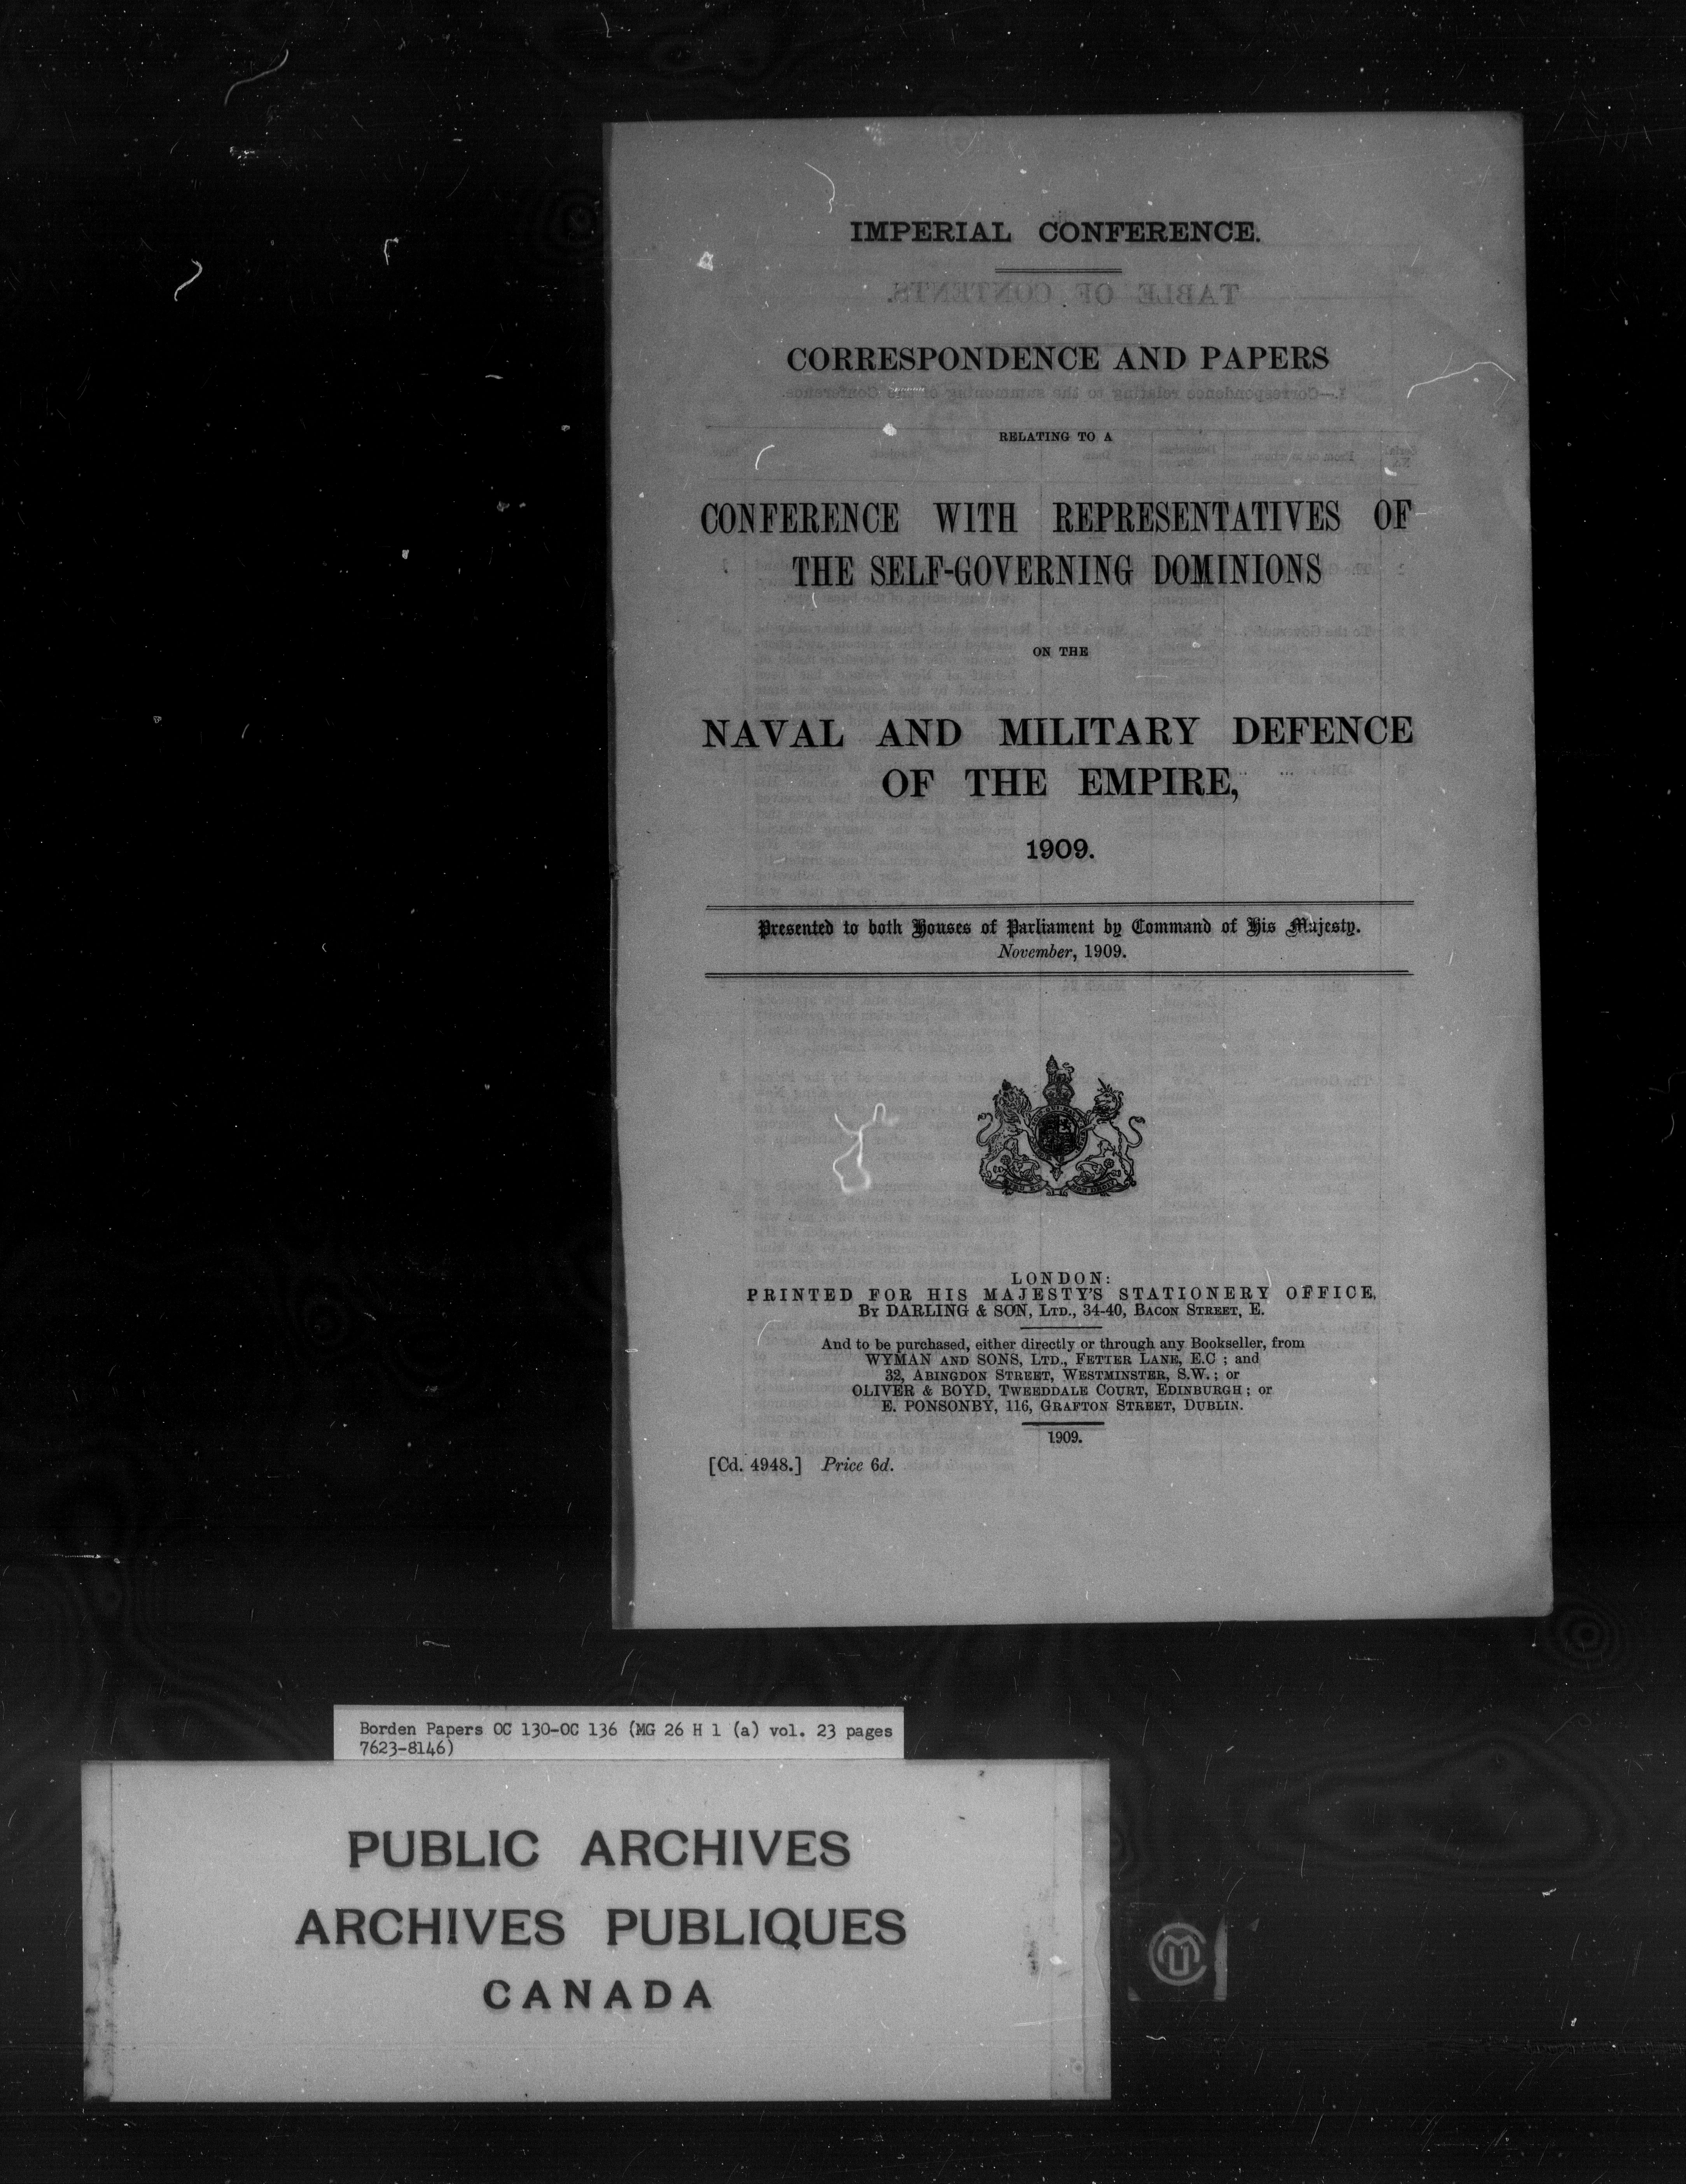 IMPERIAL CONFERENCE.
CORRESPONDENCE AND PAPERS
RELATING TO A
CONFERENCE WITH REPRESENTATIVES OF
THE SELF-GOVERNING DOMINIONS
ON THE
NAVAL AND MILITARY DEFENCE
OF THE EMPIRE,
1909.
Presented to both Houses of Parliament by Command of His Majesty.
November, 1909.
LONDON:
PRINTED FOR HIS MAJESTY'S STATIONERY OFFICE,
BY DARLING & SON, LTD., 34-40, BACON STREET, E.
And to be purchased, either directly or through any Bookseller, from
WYMAN AND SONS, LTD., FETTER LANE, E.C ; and
32, ABINGDON STREET, WESTMINSTER, S.W. ; or
OLIVER & BOYD, TWEEDDALE COURT, EDINBURGH ; or
E. PONSONBY, 116, GRAFTON STREET, DUBLIN.
1909.
[Cd. 4948.] Price 6d.
Borden Papers OC 130-OC 136 (MG 26 H 1 (a) vol. 23 pages
7623-8146)
PUBLIC ARCHIVES
ARCHIVES PUBLIQUES
CANADA